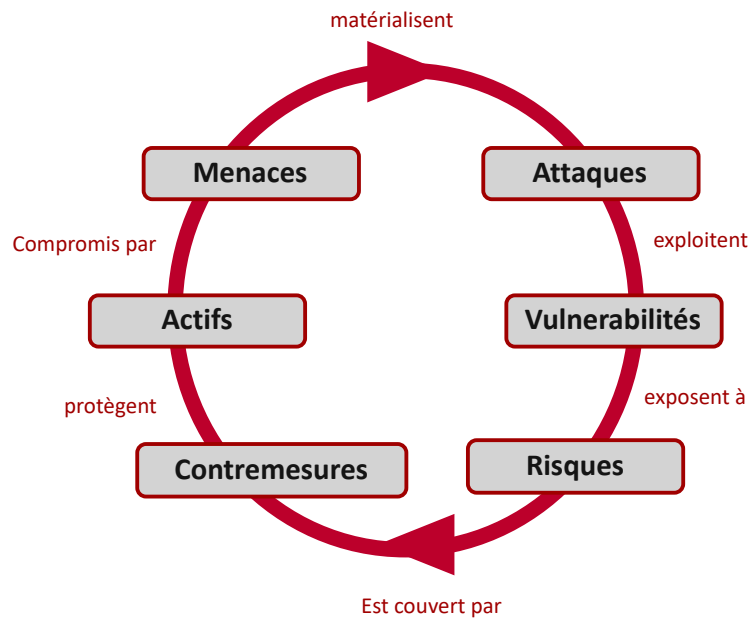 matérialisent
Menaces
Attaques
Compromis par
exploitent
Actifs
Vulnerabilités
protègent
exposent à
Contremesures
Risques
Est couvert par